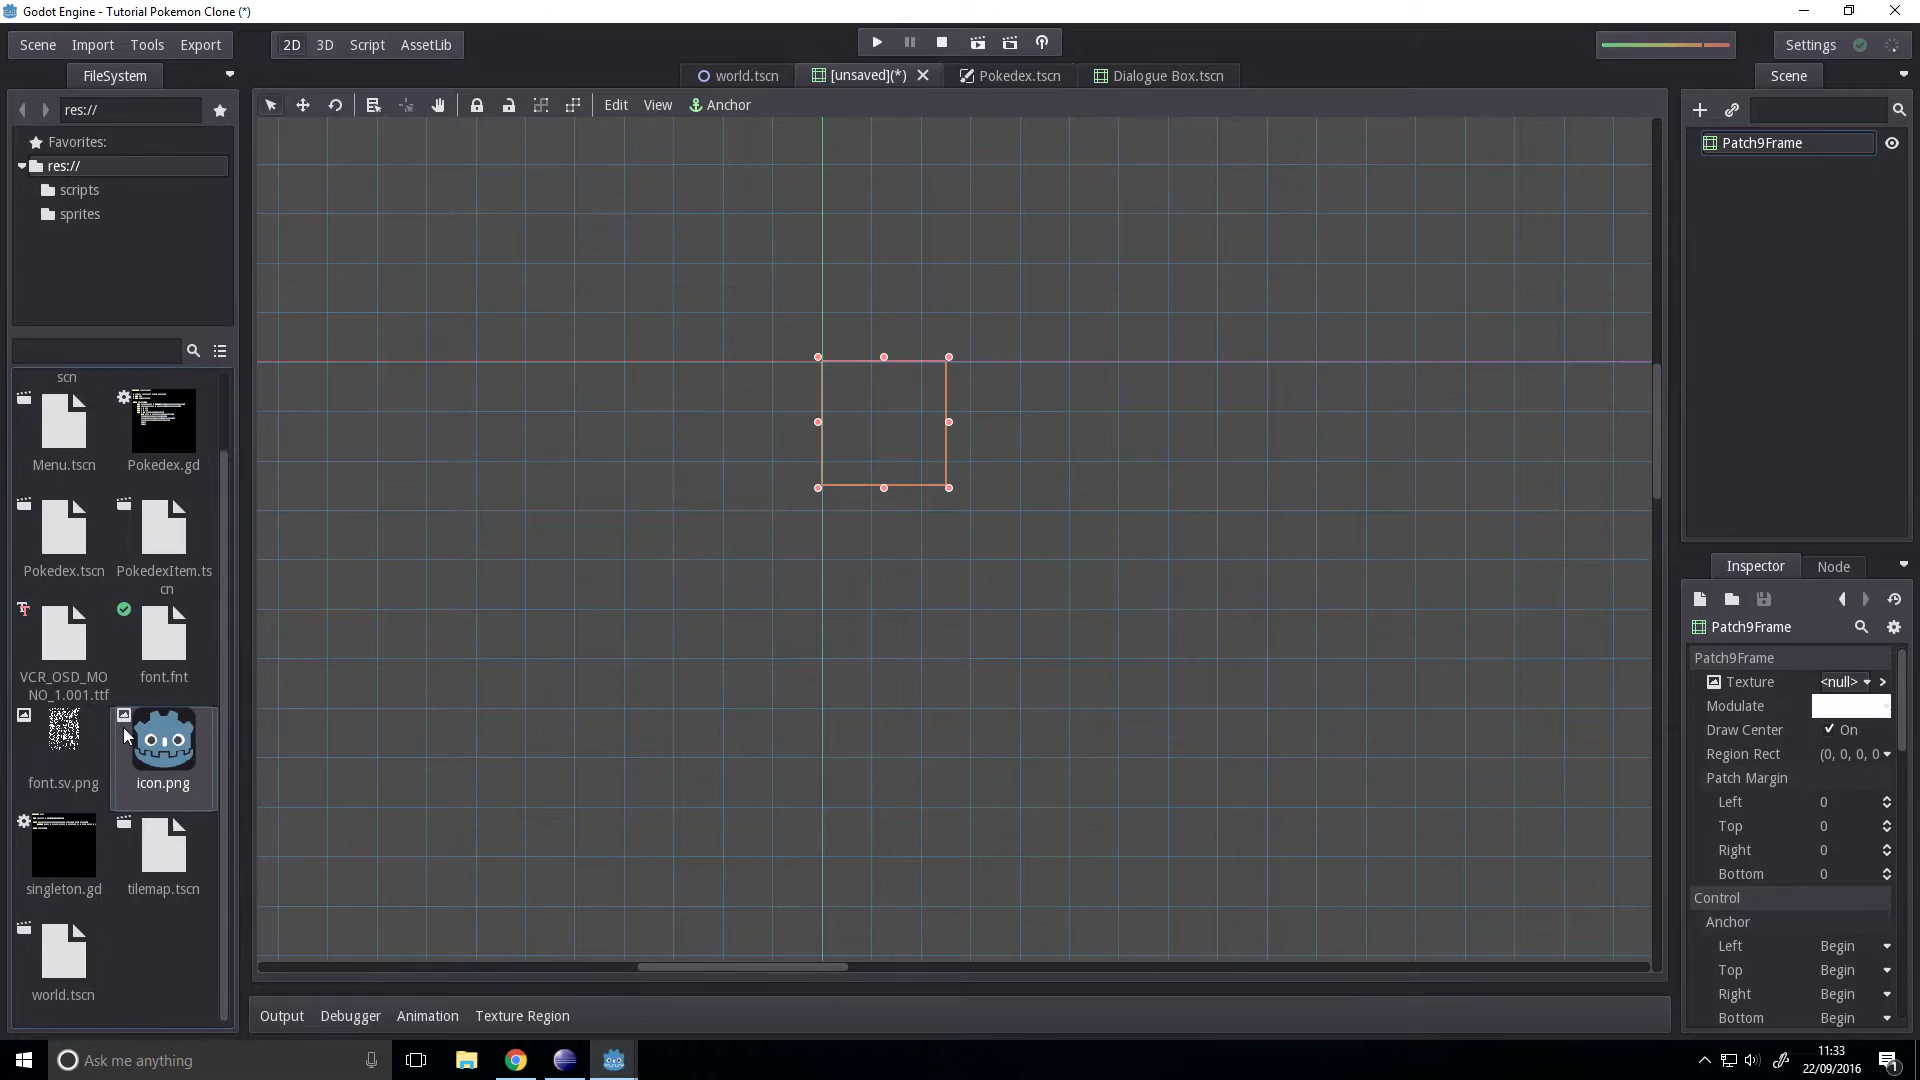 Godot Engine - Tutorial Pokemon Clone (*)
Scene Import Tools Export
2D 3D Script AssetLib
Settings
FileSystem
world.tscn
[unsaved](*)
Pokedex.tscn
Dialogue Box.tscn
Scene
res://
Edit View Anchor
Favorites:
res://
scripts
sprites
Patch9Frame
scn
Menu.tscn
Pokedex.gd
Pokedex.tscn
PokedexItem.ts
cn
VCR_OSD_MO
NO_1.001.ttf
font.fnt
font.sv.png
icon.png
singleton.gd
tilemap.tscn
world.tscn
Inspector Node
Patch9Frame
Patch9Frame
Texture <null>
Modulate
Draw Center On
Region Rect (0, 0, 0, 0
Patch Margin
Left 0
Top 0
Right 0
Bottom 0
Control
Anchor
Left Begin
Top Begin
Right Begin
Bottom Begin
Output Debugger Animation Texture Region
Ask me anything
11:33
22/09/2016
1